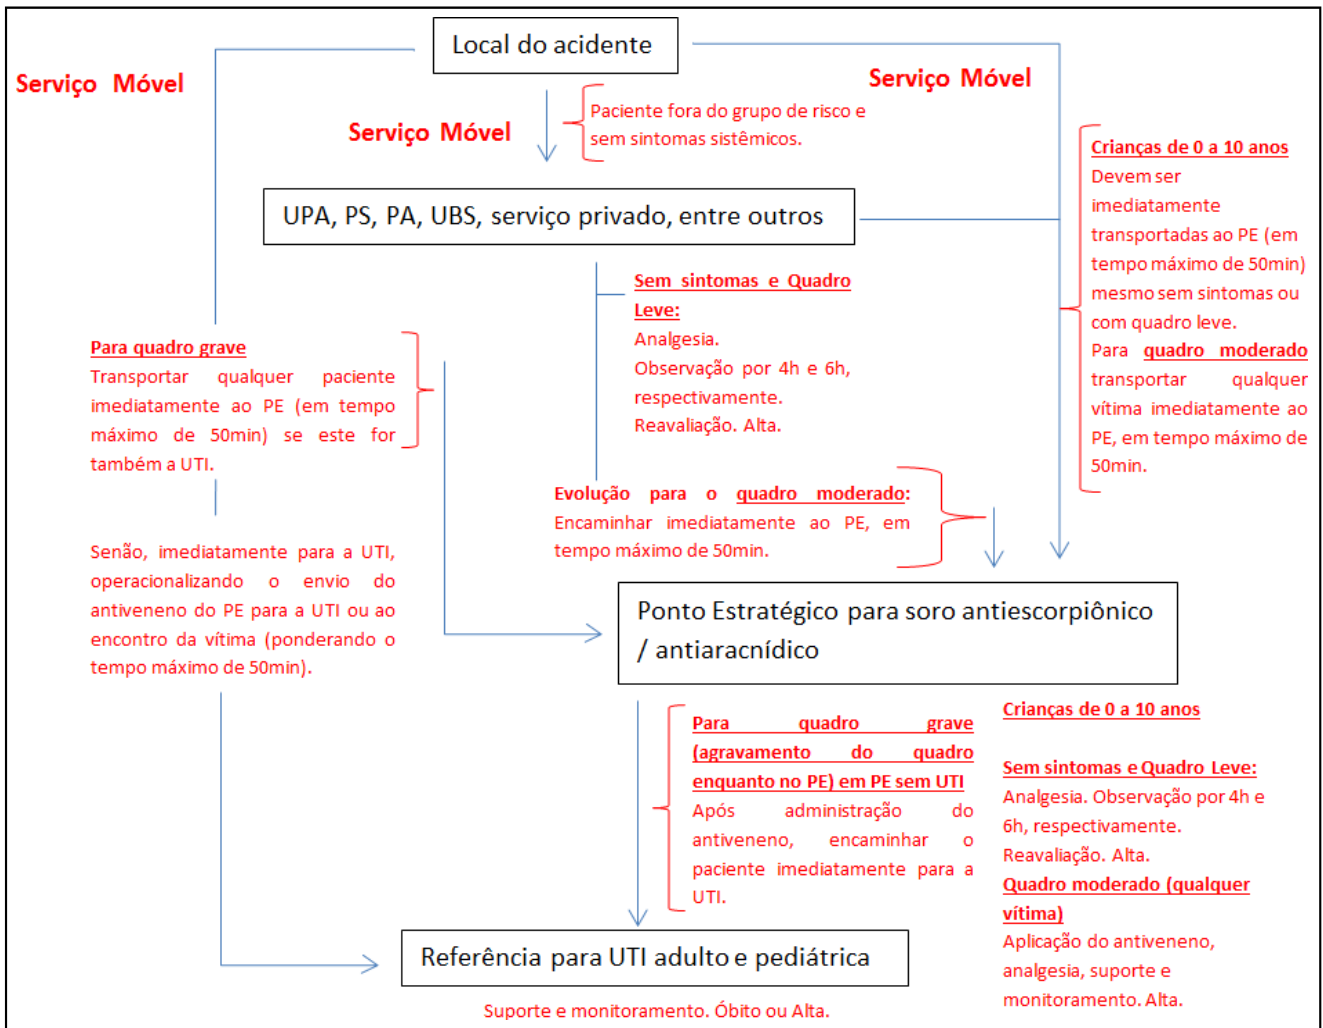 Local do acidente
Serviço Móvel
Serviço Móvel
Serviço Móvel
Paciente fora do grupo de risco e
sem sintomas sistêmicos.
UPA, PS, PA, UBS, serviço privado, entre outros
Crianças de 0 a 10 anos
Devem ser
imediatamente
transportadas ao PE (em
tempo máximo de 50min)
mesmo sem sintomas ou
com quadro leve.
Para quadro moderado
transportar qualquer
vítima imediatamente ao
PE, em tempo máximo de
50min.
Sem sintomas e Quadro
Leve:
Analgesia.
Observação por 4h e 6h,
respectivamente.
Reavaliação. Alta.
Para quadro grave
Transportar qualquer paciente
imediatamente ao PE (em tempo
máximo de 50min) se este for
também a UTI.
Evolução para o quadro moderado:
Encaminhar imediatamente ao PE, em
tempo máximo de 50min.
Senão, imediatamente para a UTI,
operacionalizando o envio do
antiveneno do PE para a UTI ou ao
encontro da vítima (ponderando o
tempo máximo de 50min).
Ponto Estratégico para soro antiescorpiônico
/ antiaracnídico
Para quadro grave
(agravamento do quadro
enquanto no PE) em PE sem UTI
Após administração do
antiveneno, encaminhar o
paciente imediatamente para a
UTI.
Crianças de 0 a 10 anos
Sem sintomas e Quadro Leve:
Analgesia. Observação por 4h e
6h, respectivamente.
Reavaliação. Alta.
Quadro moderado (qualquer
vítima)
Aplicação do antiveneno,
analgesia, suporte e
monitoramento. Alta.
Referência para UTI adulto e pediátrica
Suporte e monitoramento. Óbito ou Alta.